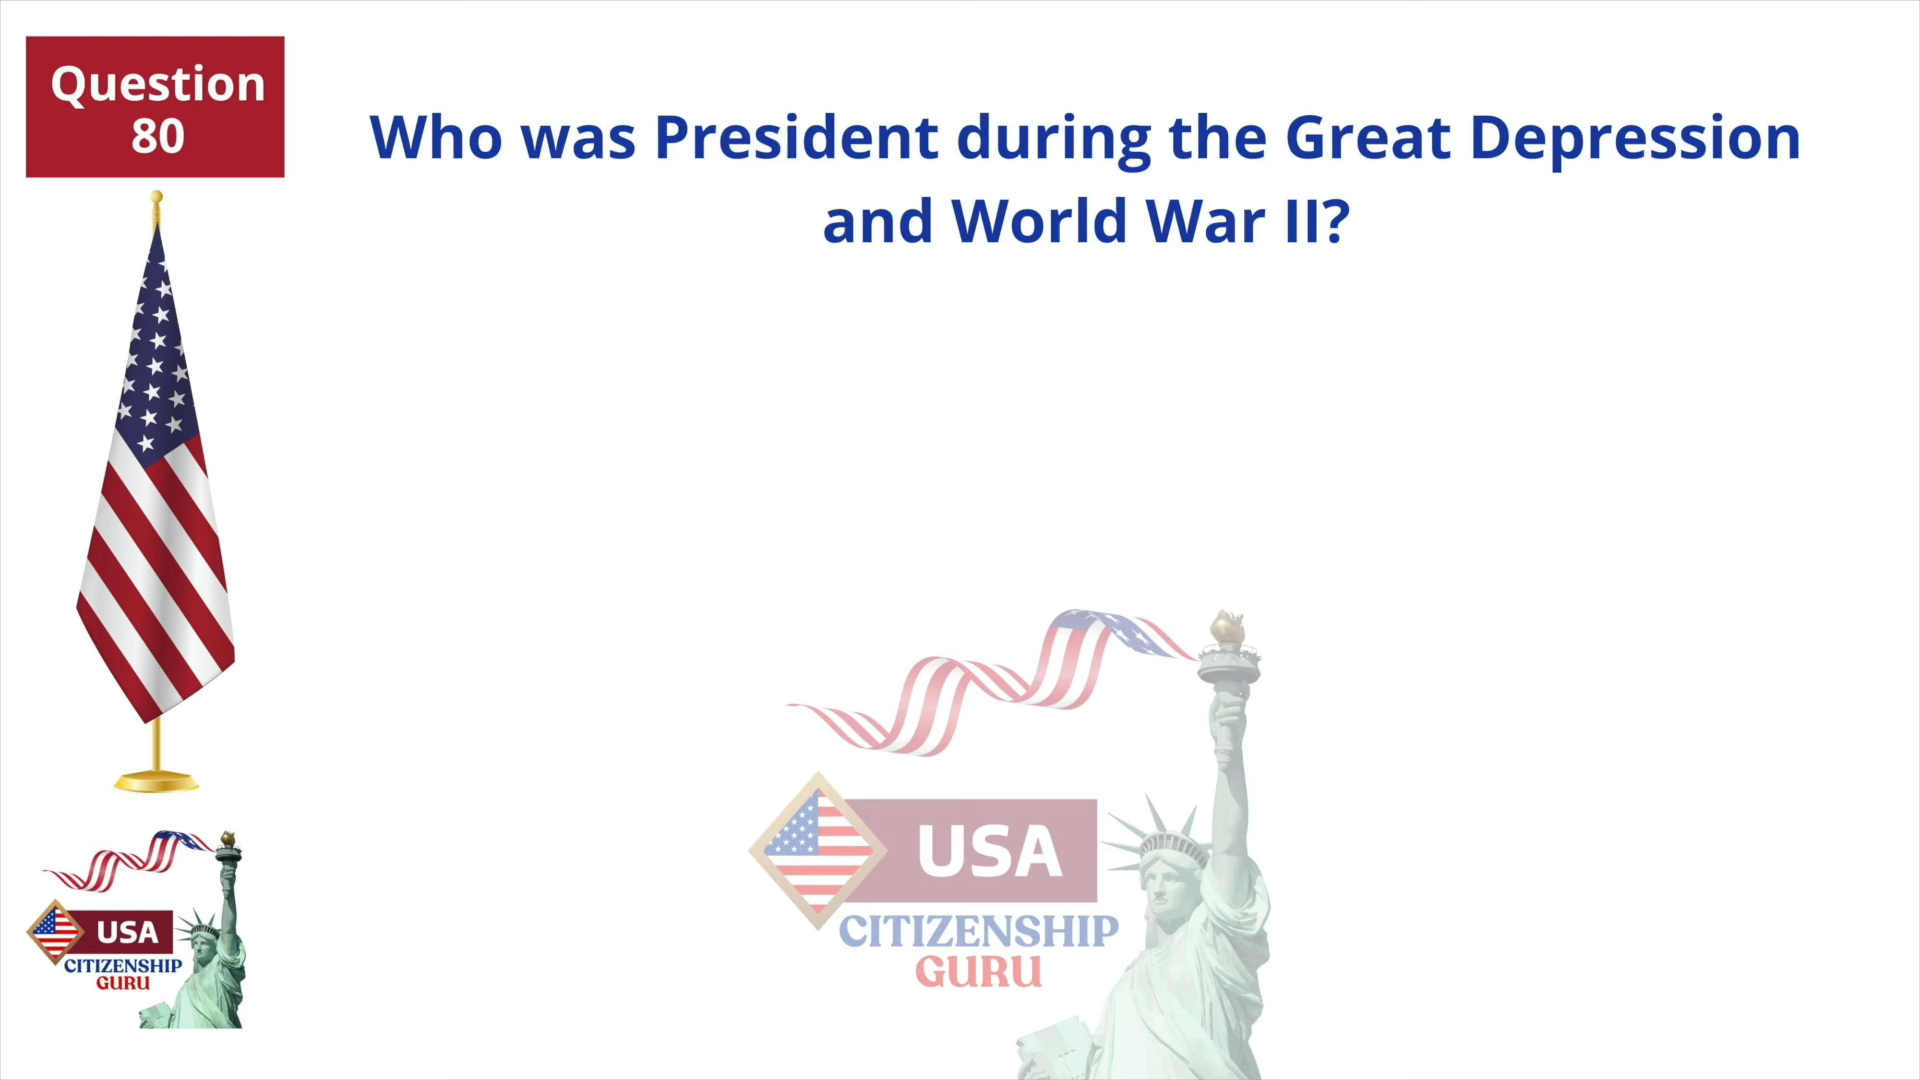 Question
80
Who was President during the Great Depression
and World War II?
USA
CITIZENSHIP
GURU
USA
CITIZENSHIP
GURU